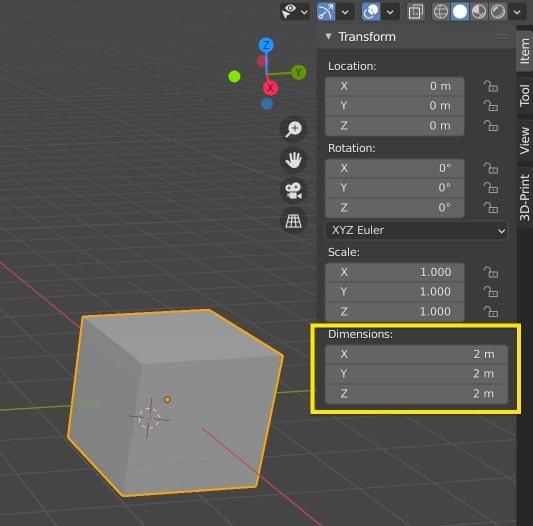 Transform
Location:
X 0 m
Y 0 m
Z 0 m
Rotation:
X 0°
Y 0°
Z 0°
XYZ Euler
Scale:
X 1.000
Y 1.000
Z 1.000
Dimensions:
X 2 m
Y 2 m
Z 2 m
Item
Tool
View
3D-Print
Z
Y
X